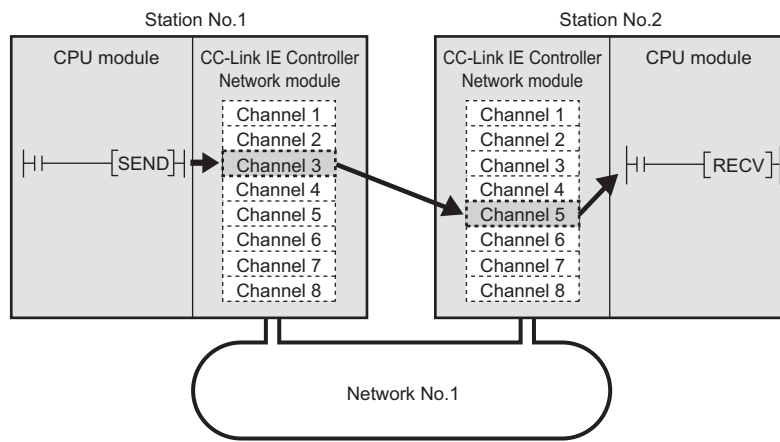 Station No.1
CPU module
CC-Link IE Controller
Network module
[SEND]
Channel 1
Channel 2
Channel 3
Channel 4
Channel 5
Channel 6
Channel 7
Channel 8
Station No.2
CC-Link IE Controller
Network module
CPU module
Channel 1
Channel 2
Channel 3
Channel 4
Channel 5
Channel 6
Channel 7
Channel 8
[RECV]
Network No.1